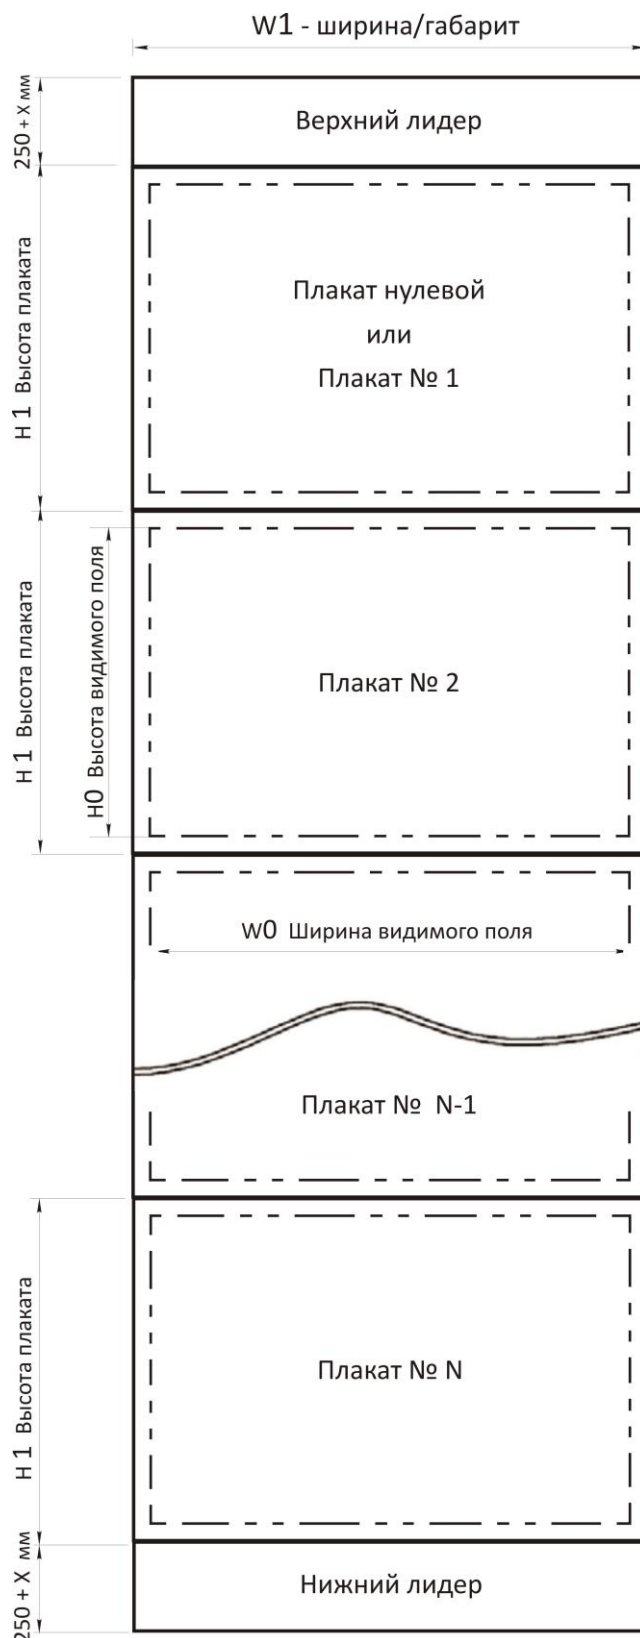 W1 - ширина/габарит
250 + X мм
Верхний лидер
H 1 Высота плаката
Плакат нулевой
или
Плакат № 1
H 1 Высота плаката
H0 Высота видимого поля
Плакат № 2
W0 Ширина видимого поля
Плакат № N-1
H 1 Высота плаката
Плакат № N
250 + X мм
Нижний лидер